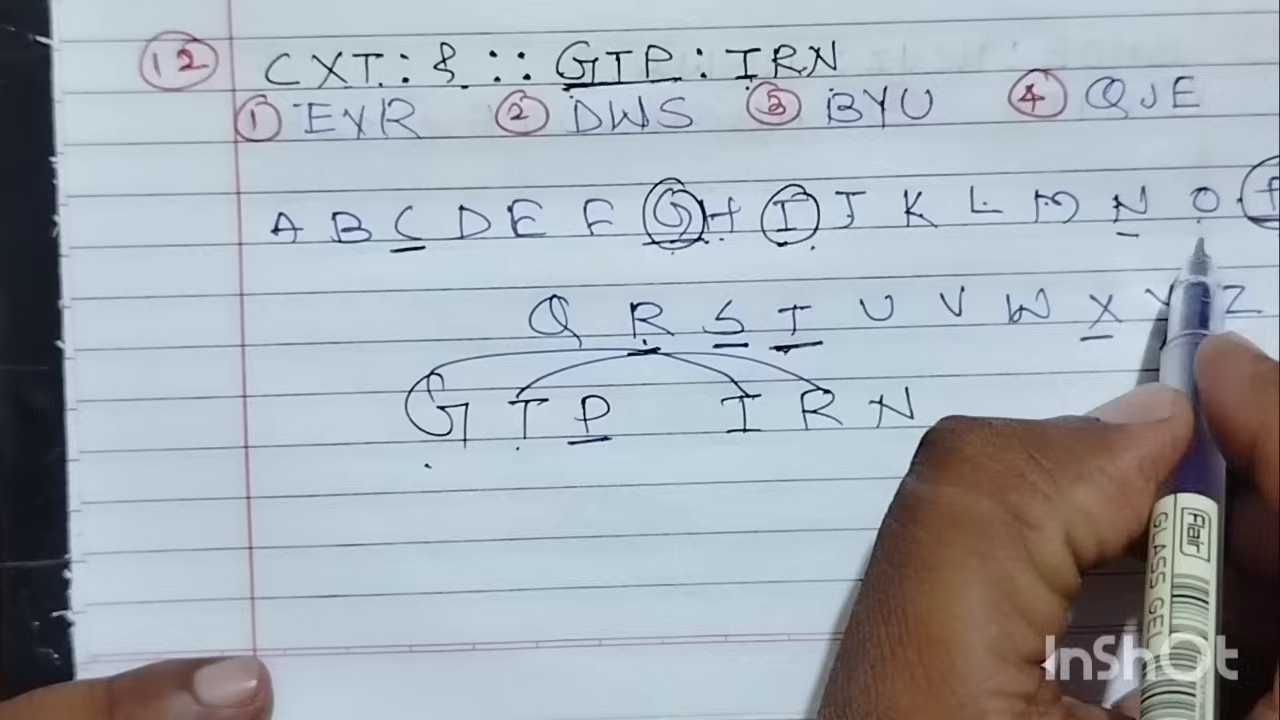 12 CXT : ? :: GTP : IRN
1 EYR 2 DWS 3 BYU 4 QJE
A B C D E F G H I J K L M N O P
Q R S T U V W X Y Z
G T P I R N
Flair
GLASS GEL
InShOt